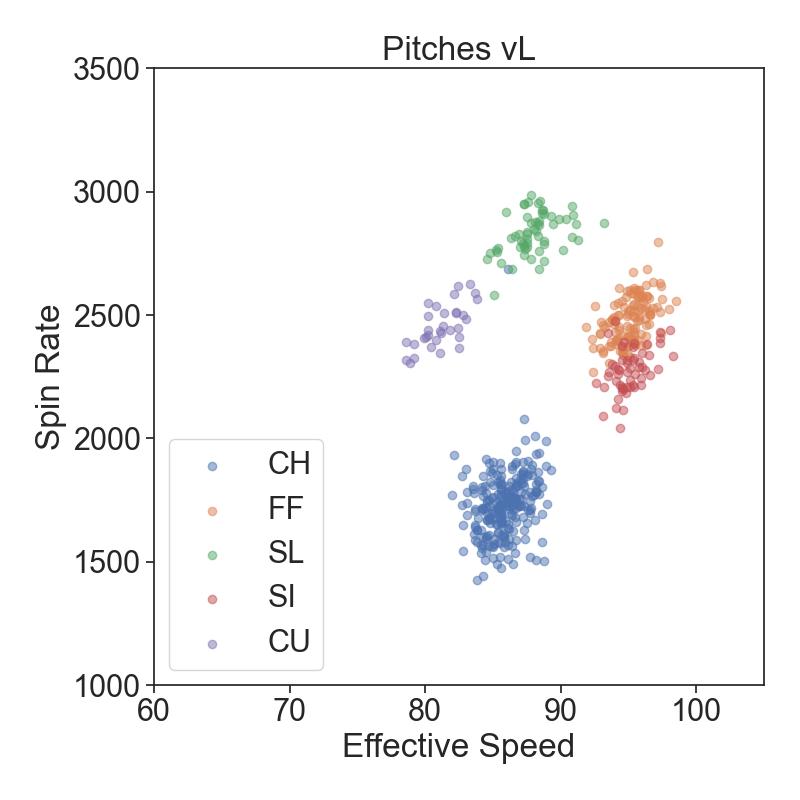 Pitches vL
3500
3000
2500
2000
1500
1000
Spin Rate
CH
FF
SL
SI
CU
60 70 80 90 100
Effective Speed